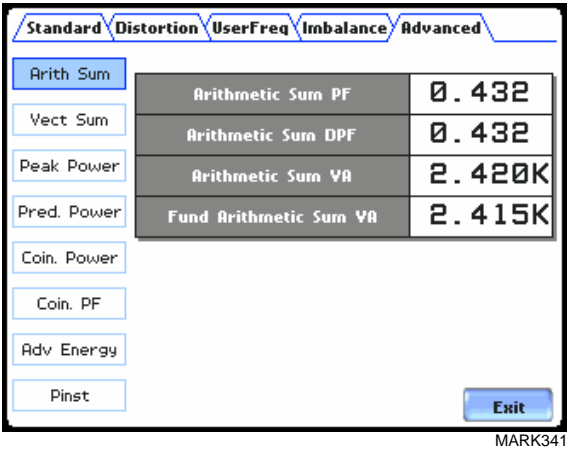 Standard Distortion UserFreq Imbalance Advanced
Arith Sum
Vect Sum
Peak Power
Pred. Power
Coin. Power
Coin. PF
Adv Energy
Pinst
Arithmetic Sum PF 0.432
Arithmetic Sum DPF 0.432
Arithmetic Sum VA 2.420K
Fund Arithmetic Sum VA 2.415K
Exit
MARK341